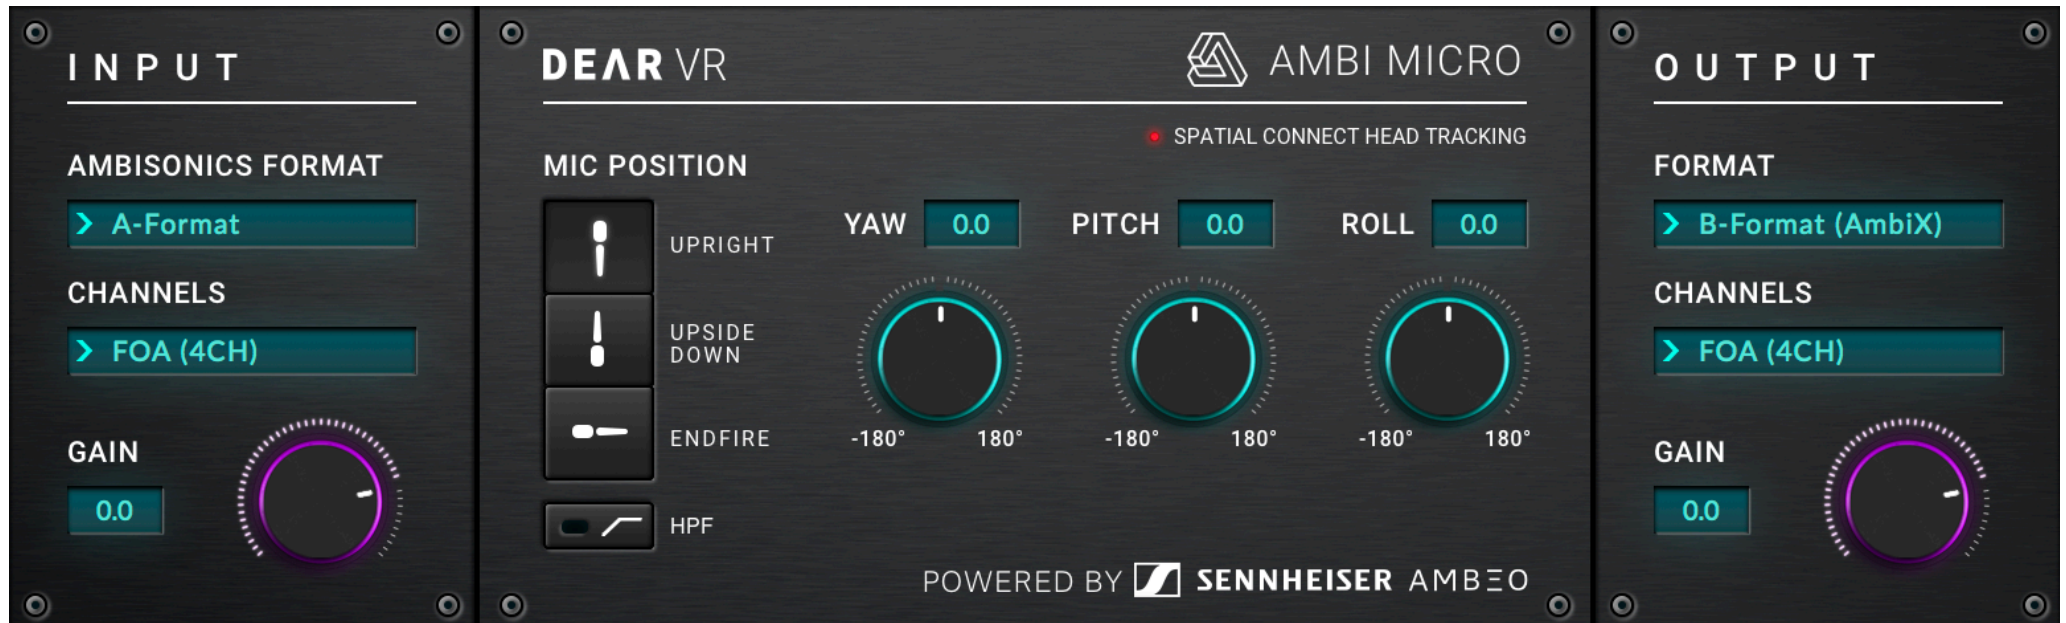 INPUT
AMBISONICS FORMAT
A-Format
CHANNELS
FOA (4CH)
GAIN
0.0
DEAR VR
AMBI MICRO
SPATIAL CONNECT HEAD TRACKING
MIC POSITION
UPRIGHT
UPSIDE
DOWN
ENDFIRE
HPF
YAW 0.0
-180° 180°
PITCH 0.0
-180° 180°
ROLL 0.0
-180° 180°
POWERED BY SENNHEISER AMBEO
OUTPUT
FORMAT
B-Format (AmbiX)
CHANNELS
FOA (4CH)
GAIN
0.0